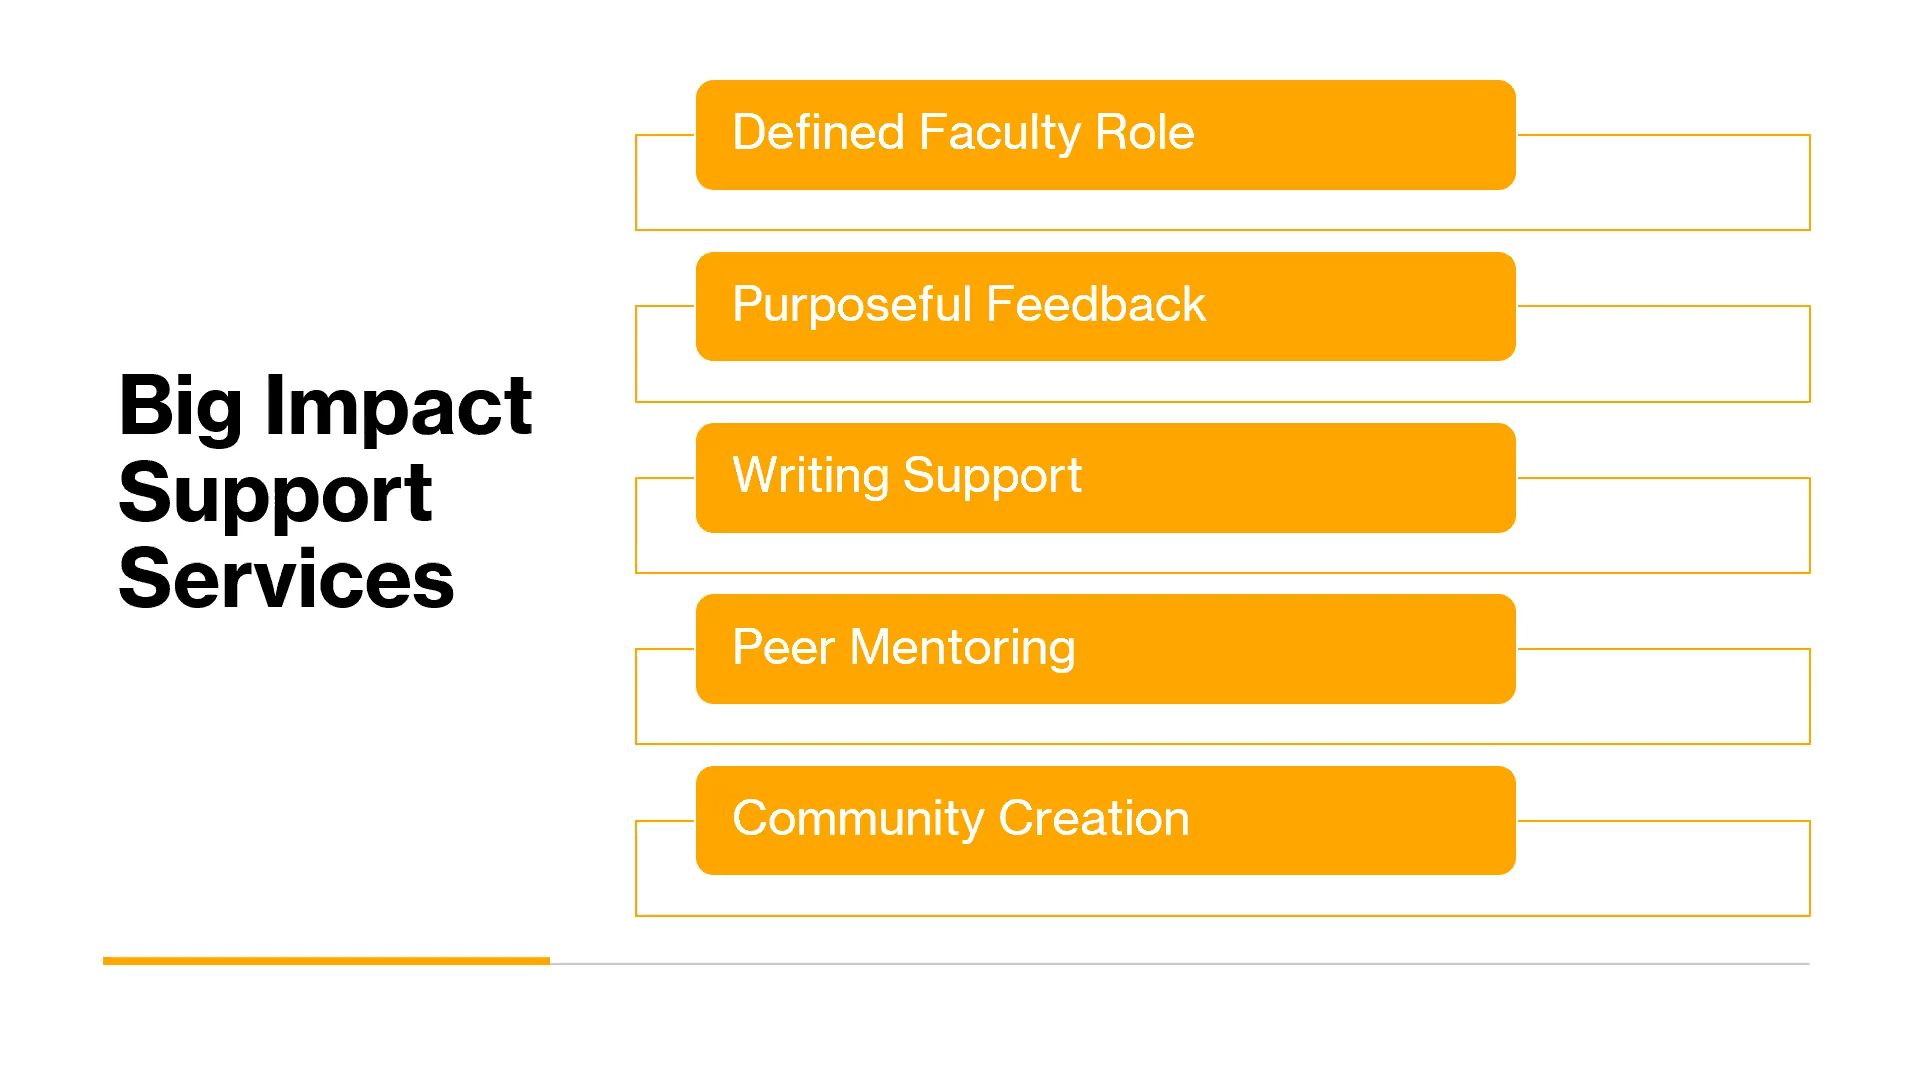 Big Impact
Support
Services
Defined Faculty Role
Purposeful Feedback
Writing Support
Peer Mentoring
Community Creation